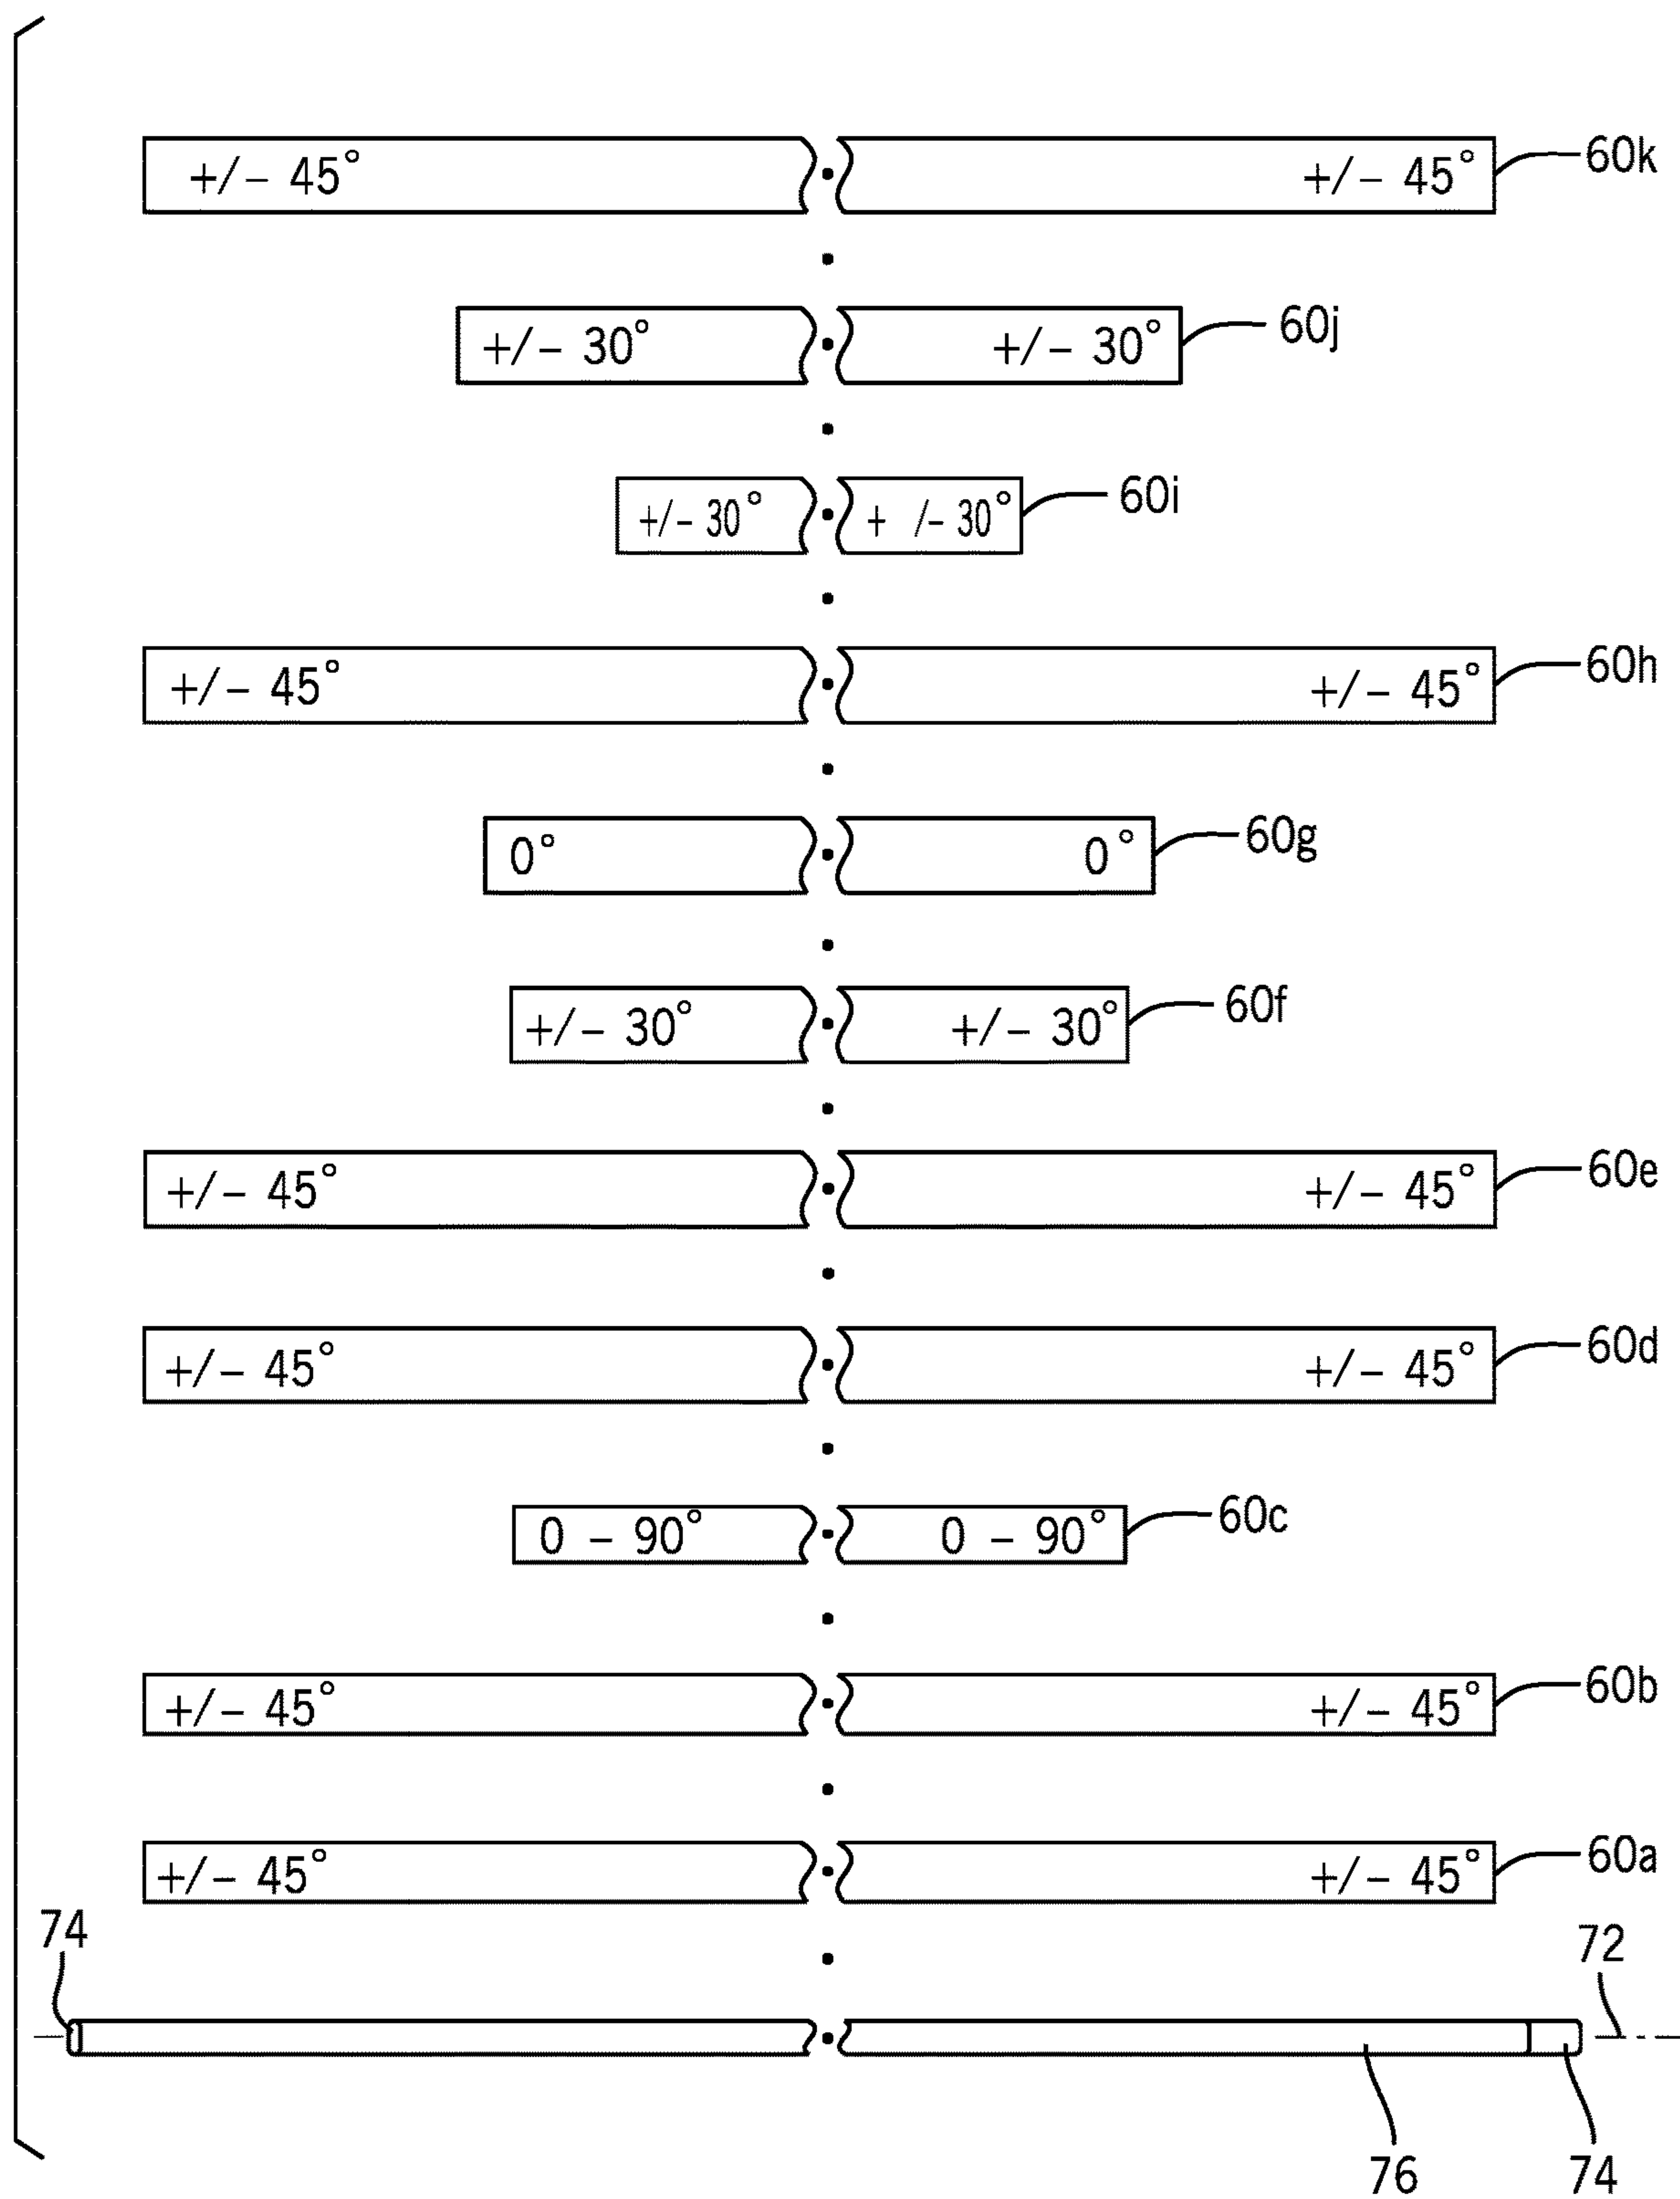 +/− 45° +/− 45° 60k
+/− 30° +/− 30° 60j
+/− 30° + /− 30° 60i
+/− 45° +/− 45° 60h
0° 0° 60g
+/− 30° +/− 30° 60f
+/− 45° +/− 45° 60e
+/− 45° +/− 45° 60d
0 − 90° 0 − 90° 60c
+/− 45° +/− 45° 60b
+/− 45° +/− 45° 60a
74 72
76 74